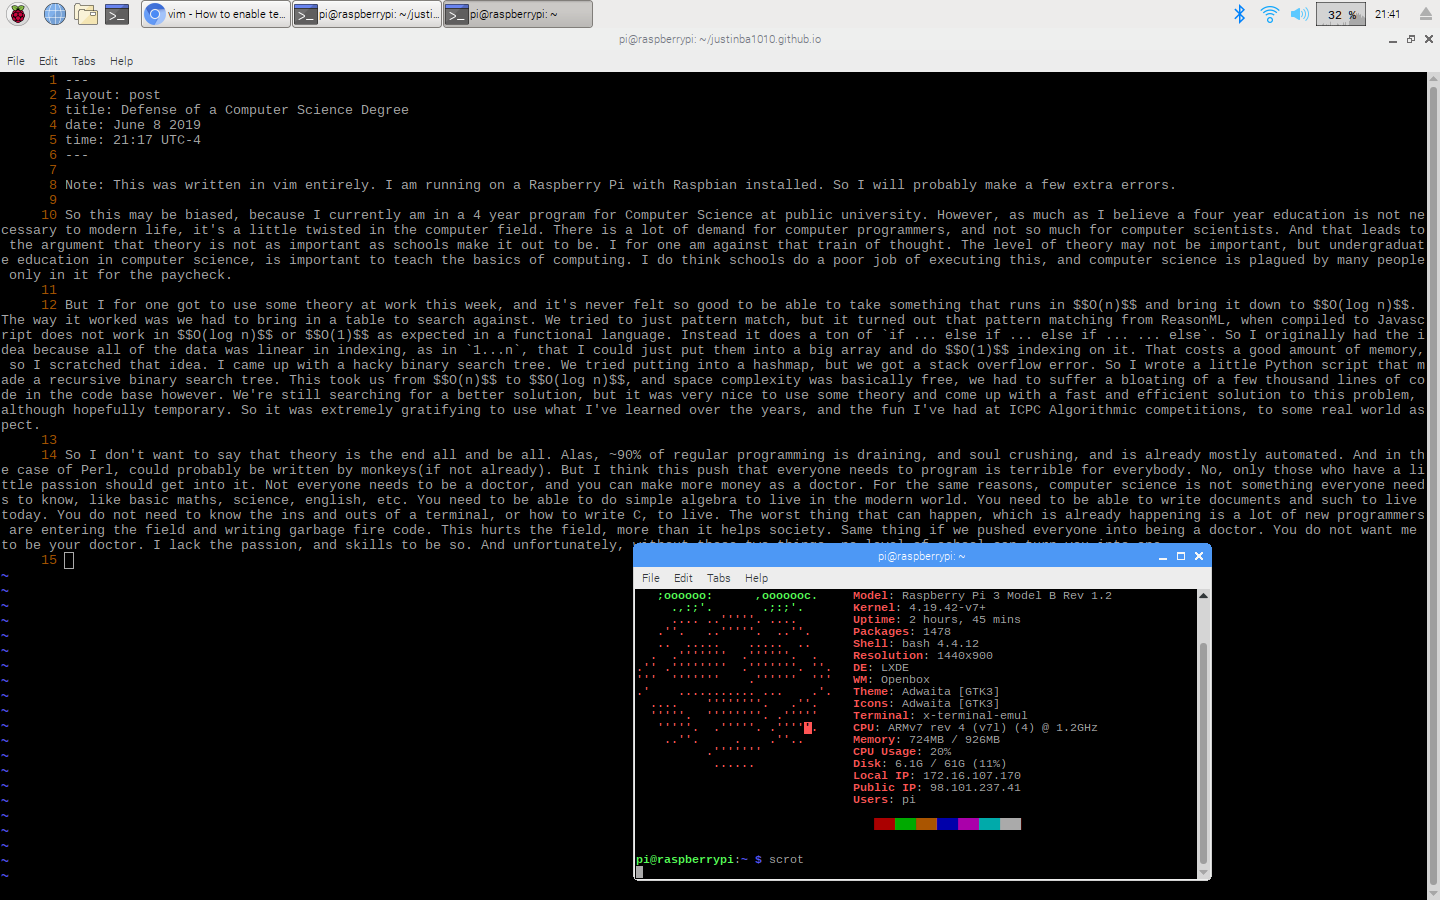 vim - How to enable te...
pi@raspberrypi: ~/justi...
pi@raspberrypi: ~
32 %
21:41
pi@raspberrypi: ~/justinba1010.github.io
File Edit Tabs Help
1 ---
2 layout: post
3 title: Defense of a Computer Science Degree
4 date: June 8 2019
5 time: 21:17 UTC-4
6 ---
7
8 Note: This was written in vim entirely. I am running on a Raspberry Pi with Raspbian installed. So I will probably make a few extra errors.
9
10 So this may be biased, because I currently am in a 4 year program for Computer Science at public university. However, as much as I believe a four year education is not ne
cessary to modern life, it's a little twisted in the computer field. There is a lot of demand for computer programmers, and not so much for computer scientists. And that leads to
the argument that theory is not as important as schools make it out to be. I for one am against that train of thought. The level of theory may not be important, but undergraduat
e education in computer science, is important to teach the basics of computing. I do think schools do a poor job of executing this, and computer science is plagued by many people
only in it for the paycheck.
11
12 But I for one got to use some theory at work this week, and it's never felt so good to be able to take something that runs in $$O(n)$$ and bring it down to $$O(log n)$$.
The way it worked was we had to bring in a table to search against. We tried to just pattern match, but it turned out that pattern matching from ReasonML, when compiled to Javasc
ript does not work in $$O(log n)$$ or $$O(1)$$ as expected in a functional language. Instead it does a ton of `if ... else if ... else if ... ... else`. So I originally had the i
dea because all of the data was linear in indexing, as in `1...n`, that I could just put them into a big array and do $$O(1)$$ indexing on it. That costs a good amount of memory,
so I scratched that idea. I came up with a hacky binary search tree. We tried putting into a hashmap, but we got a stack overflow error. So I wrote a little Python script that m
ade a recursive binary search tree. This took us from $$O(n)$$ to $$O(log n)$$, and space complexity was basically free, we had to suffer a bloating of a few thousand lines of co
de in the code base however. We're still searching for a better solution, but it was very nice to use some theory and come up with a fast and efficient solution to this problem,
although hopefully temporary. So it was extremely gratifying to use what I've learned over the years, and the fun I've had at ICPC Algorithmic competitions, to some real world as
pect.
13
14 So I don't want to say that theory is the end all and be all. Alas, ~90% of regular programming is draining, and soul crushing, and is already mostly automated. And in th
e case of Perl, could probably be written by monkeys(if not already). But I think this push that everyone needs to program is terrible for everybody. No, only those who have a li
ttle passion should get into it. Not everyone needs to be a doctor, and you can make more money as a doctor. For the same reasons, computer science is not something everyone need
s to know, like basic maths, science, english, etc. You need to be able to do simple algebra to live in the modern world. You need to be able to write documents and such to live
today. You do not need to know the ins and outs of a terminal, or how to write C, to live. The worst thing that can happen, which is already happening is a lot of new programmers
are entering the field and writing garbage fire code. This hurts the field, more than it helps society. Same thing if we pushed everyone into being a doctor. You do not want me
to be your doctor. I lack the passion, and skills to be so. And unfortunately,
15
pi@raspberrypi: ~
File Edit Tabs Help
Model: Raspberry Pi 3 Model B Rev 1.2
Kernel: 4.19.42-v7+
Uptime: 2 hours, 45 mins
Packages: 1478
Shell: bash 4.4.12
Resolution: 1440x900
DE: LXDE
WM: Openbox
Theme: Adwaita [GTK3]
Icons: Adwaita [GTK3]
Terminal: x-terminal-emul
CPU: ARMv7 rev 4 (v7l) (4) @ 1.2GHz
Memory: 724MB / 926MB
CPU Usage: 20%
Disk: 6.1G / 61G (11%)
Local IP: 172.16.107.170
Public IP: 98.101.237.41
Users: pi
pi@raspberrypi:~ $ scrot